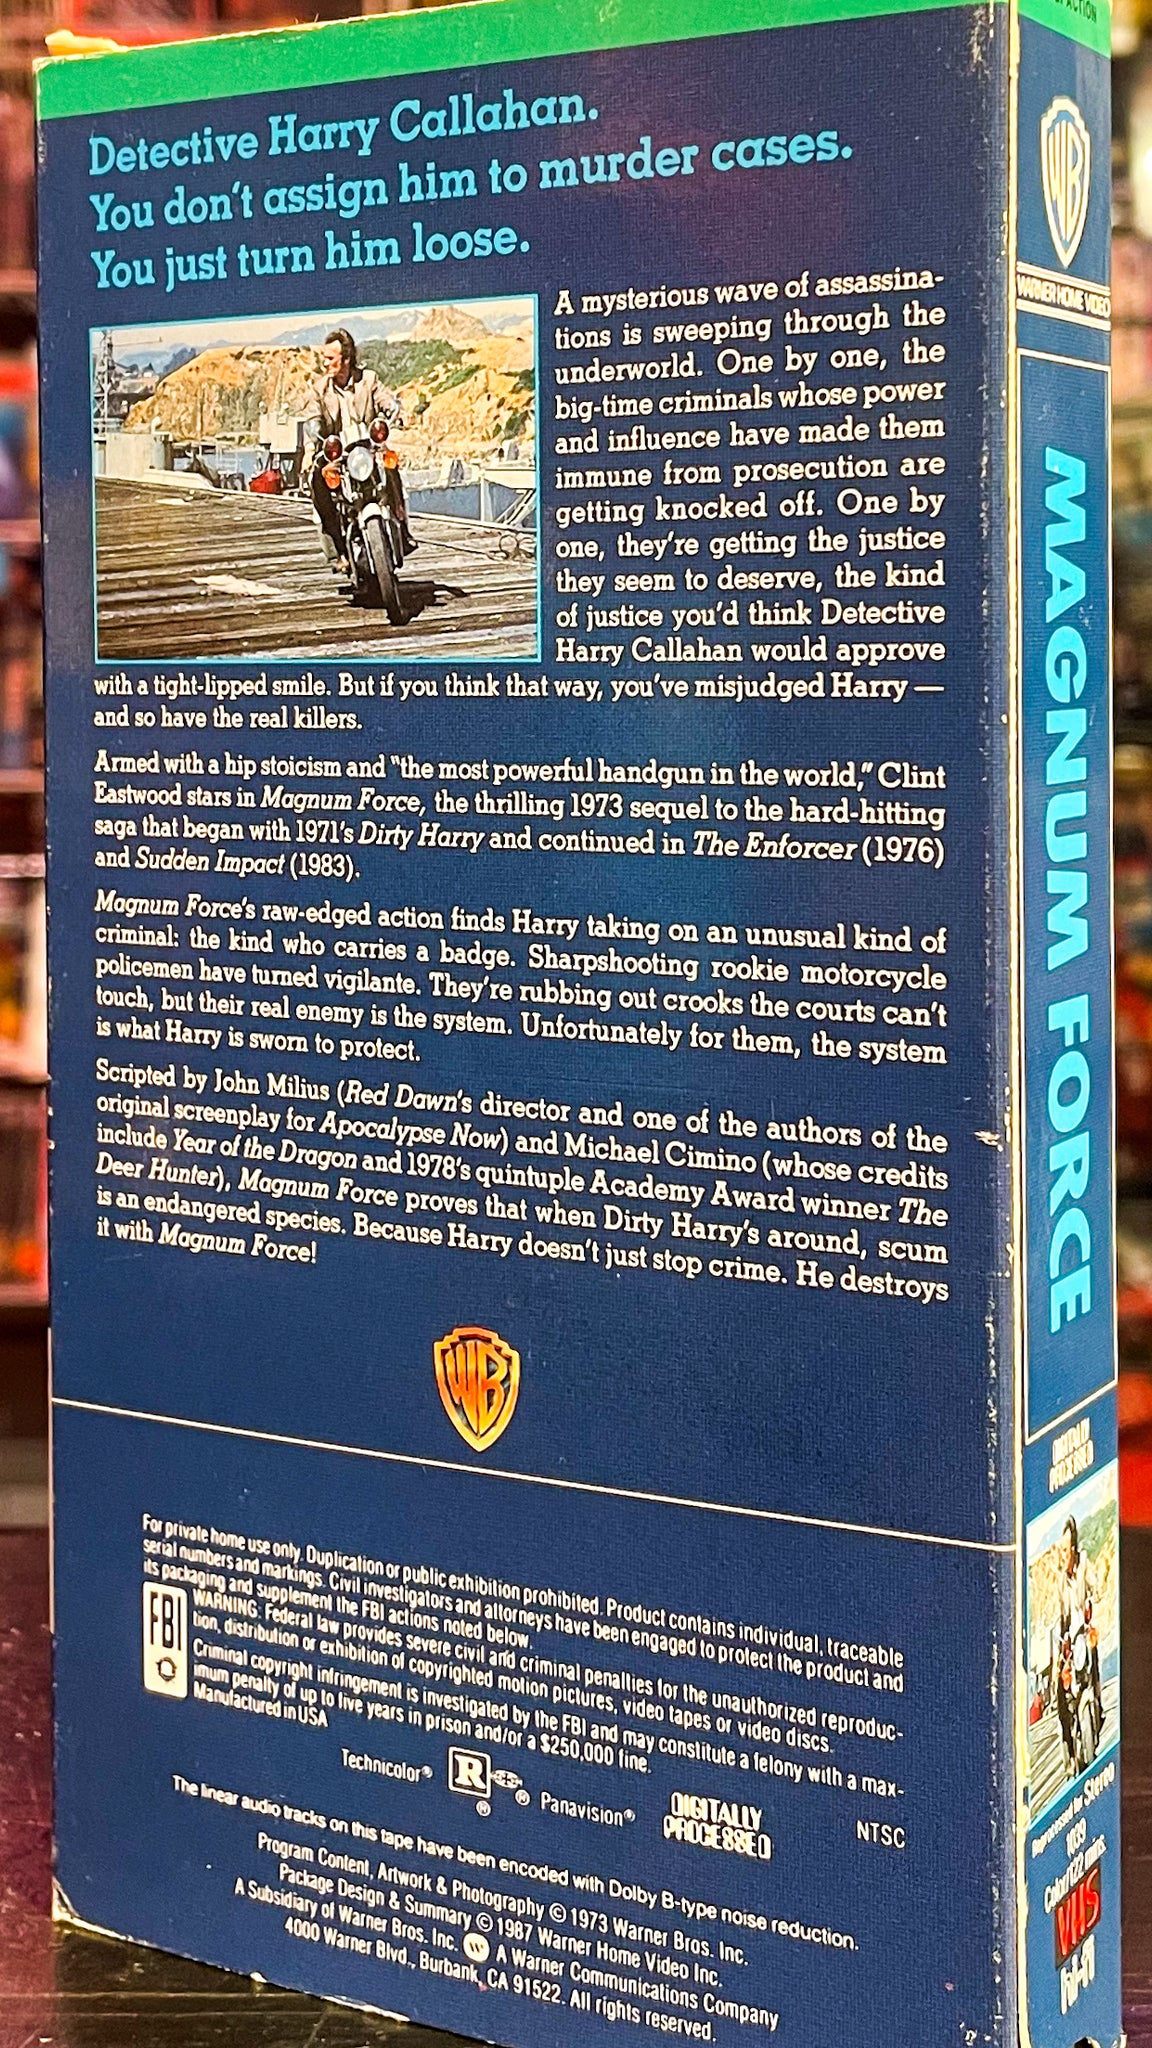 Detective Harry Callahan.
You don't assign him to murder cases.
You just turn him loose.
A mysterious wave of assassina-
tions is sweeping through the
underworld. One by one, the
big-time criminals whose power
and influence have made them
immune from prosecution are
getting knocked off. One by
one, they're getting the justice
they seem to deserve, the kind
of justice you'd think Detective
Harry Callahan would approve
with a tight-lipped smile. But if you think that way, you've misjudged Harry —
and so have the real killers.
Armed with a hip stoicism and "the most powerful handgun in the world," Clint
Eastwood stars in Magnum Force, the thrilling 1973 sequel to the hard-hitting
saga that began with 1971's Dirty Harry and continued in The Enforcer (1976)
and Sudden Impact (1983).
Magnum Force's raw-edged action finds Harry taking on an unusual kind of
criminal: the kind who carries a badge. Sharpshooting rookie motorcycle
policemen have turned vigilante. They're rubbing out crooks the courts can't
touch, but their real enemy is the system. Unfortunately for them, the system
is what Harry is sworn to protect.
Scripted by John Milius (Red Dawn's director and one of the authors of the
original screenplay for Apocalypse Now) and Michael Cimino (whose credits
include Year of the Dragon and 1978's quintuple Academy Award winner The
Deer Hunter), Magnum Force proves that when Dirty Harry's around, scum
is an endangered species. Because Harry doesn't just stop crime. He destroys
it with Magnum Force!
WB
For private home use only. Duplication or public exhibition prohibited. Product contains individual, traceable
serial numbers and markings. Civil investigators and attorneys have been engaged to protect the product and
its packaging and supplement the FBI actions noted below.
FBI
WARNING: Federal law provides severe civil and criminal penalties for the unauthorized reproduc-
tion, distribution or exhibition of copyrighted motion pictures, video tapes or video discs.
Criminal copyright infringement is investigated by the FBI and may constitute a felony with a max-
imum penalty of up to five years in prison and/or a $250,000 fine.
Manufactured in USA
Technicolor® R ® ® Panavision® DIGITALLY PROCESSED NTSC
The linear audio tracks on this tape have been encoded with Dolby B-type noise reduction.
Program Content, Artwork & Photography © 1973 Warner Bros. Inc.
Package Design & Summary © 1987 Warner Home Video Inc.
A Subsidiary of Warner Bros. Inc. W A Warner Communications Company
4000 Warner Blvd., Burbank, CA 91522. All rights reserved.
ACTION
WB
WARNER HOME VIDEO
MAGNUM FORCE
DIGITALLY
PROCESSED
Reprocessed for Stereo
1039
Color/122 mins.
VHS
hi-fi